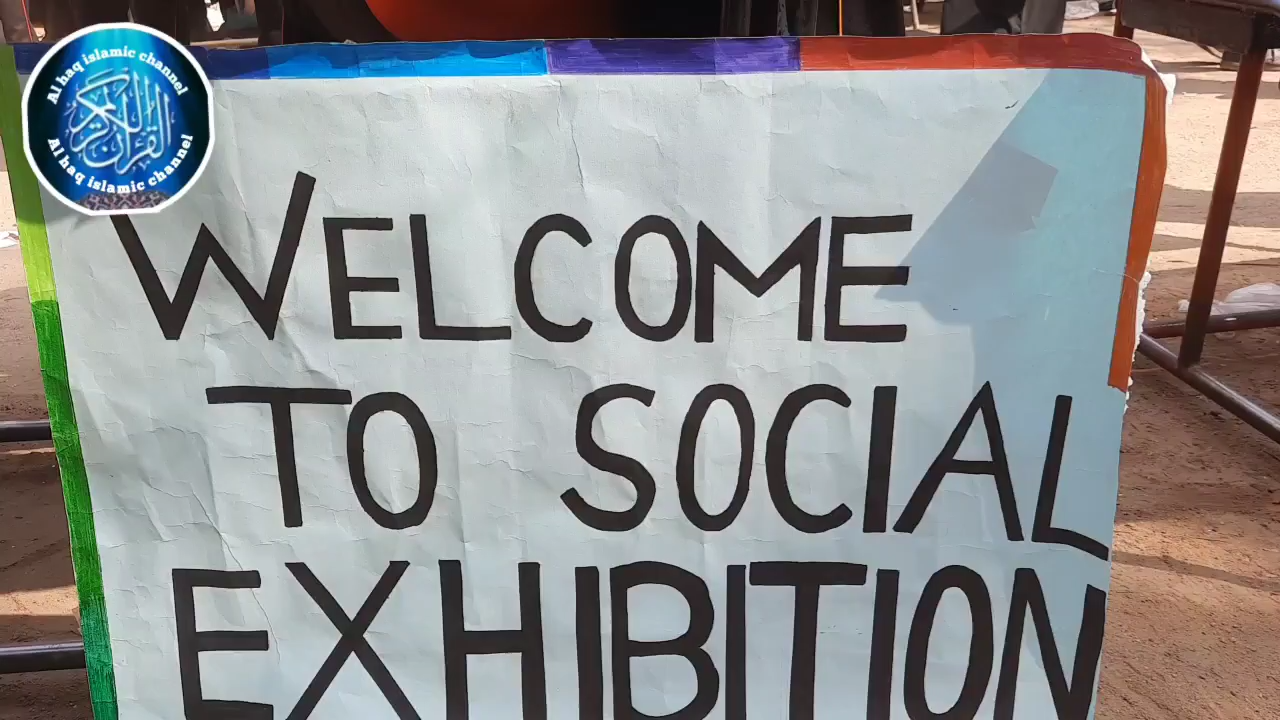 Al haq islamic channel
القرآن الكريم
Al haq islamic channel
WELCOME
TO SOCIAL
EXHIBITION